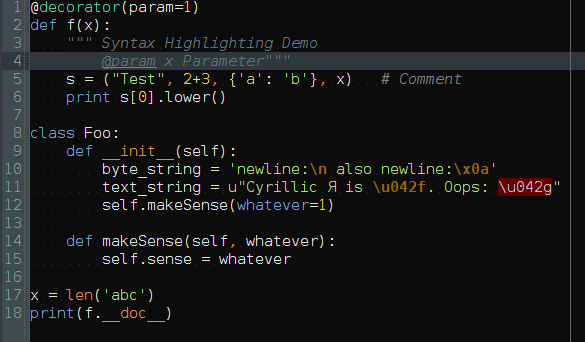 1 @decorator(param=1)
2 def f(x):
3     """ Syntax Highlighting Demo
4         @param x Parameter"""
5     s = ("Test", 2+3, {'a': 'b'}, x)   # Comment
6     print s[0].lower()
7
8 class Foo:
9     def __init__(self):
10         byte_string = 'newline:\n also newline:\x0a'
11         text_string = u"Cyrillic Я is \u042f. Oops: \u042g"
12         self.makeSense(whatever=1)
13
14     def makeSense(self, whatever):
15         self.sense = whatever
16
17 x = len('abc')
18 print(f.__doc__)